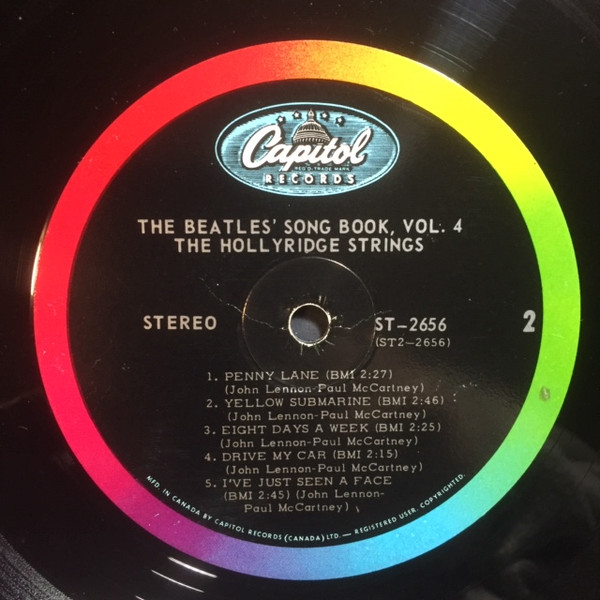 Capitol
REG'D. TRADE MARK
RECORDS
THE BEATLES' SONG BOOK, VOL. 4
THE HOLLYRIDGE STRINGS
STEREO
ST-2656
(ST2-2656)
2
1. PENNY LANE (BMI 2:27)
(John Lennon-Paul McCartney)
2. YELLOW SUBMARINE (BMI 2:46)
(John Lennon-Paul McCartney)
3. EIGHT DAYS A WEEK (BMI 2:25)
(John Lennon-Paul McCartney)
4. DRIVE MY CAR (BMI 2:15)
(John Lennon-Paul McCartney)
5. I'VE JUST SEEN A FACE
(BMI 2:45) (John Lennon-
Paul McCartney)
MFD. IN CANADA BY CAPITOL RECORDS (CANADA) LTD. — REGISTERED USER. COPYRIGHTED.